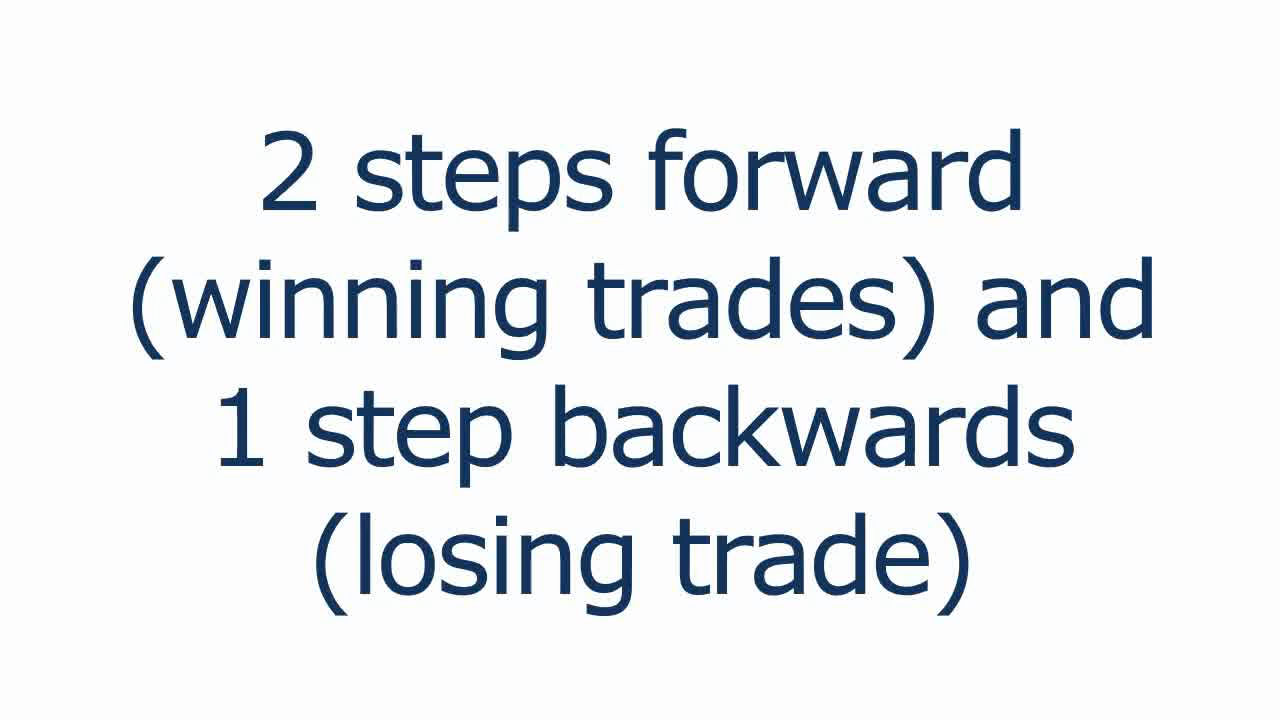 2 steps forward
(winning trades) and
1 step backwards
(losing trade)